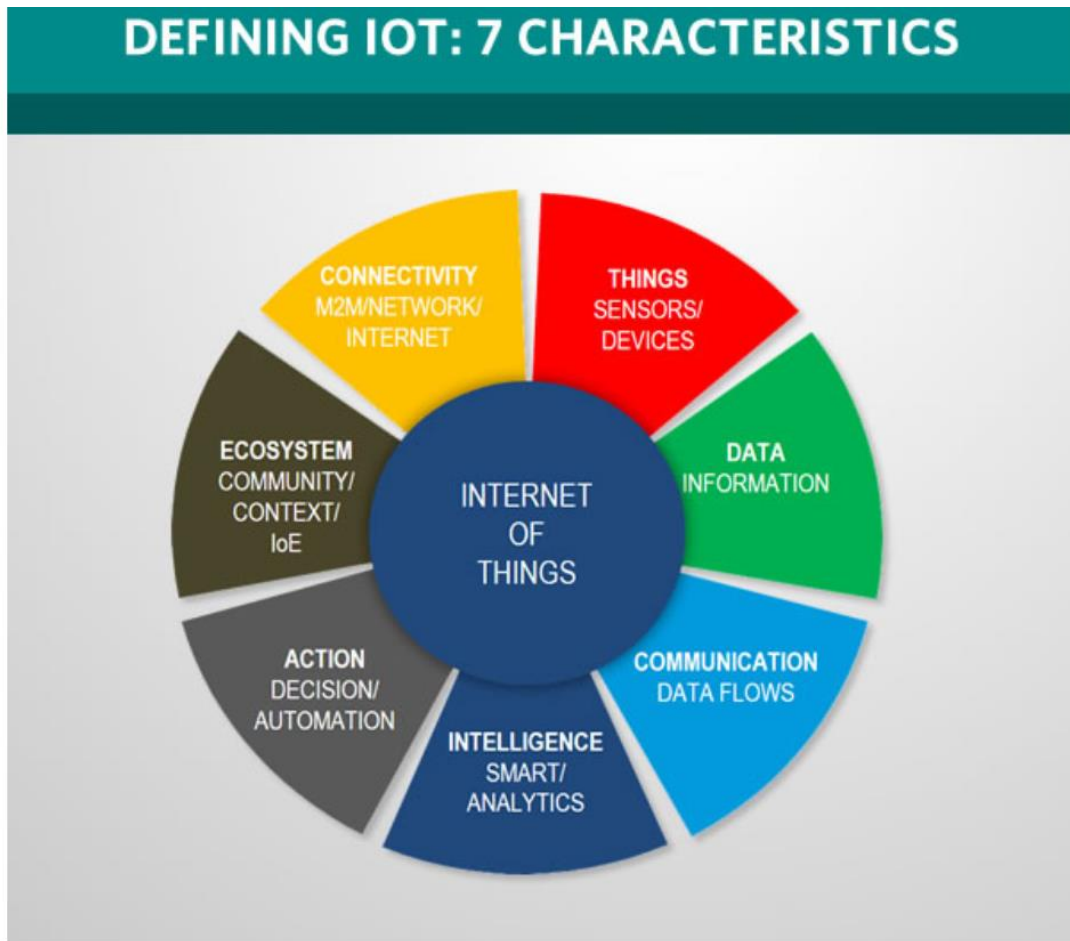 DEFINING IOT: 7 CHARACTERISTICS
CONNECTIVITY
M2M/NETWORK/
INTERNET
THINGS
SENSORS/
DEVICES
DATA
INFORMATION
COMMUNICATION
DATA FLOWS
INTELLIGENCE
SMART/
ANALYTICS
ACTION
DECISION/
AUTOMATION
ECOSYSTEM
COMMUNITY/
CONTEXT/
IoE
INTERNET
OF
THINGS